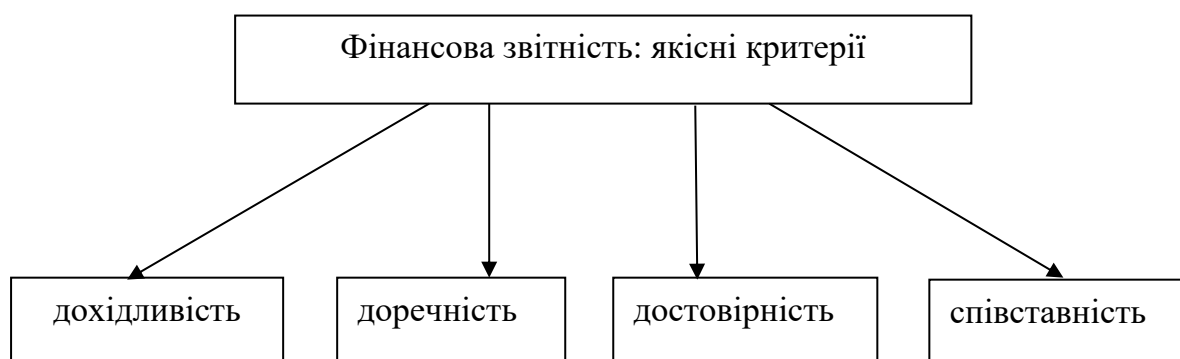 Фінансова звітність: якісні критерії
дохідливість
доречність
достовірність
співставність